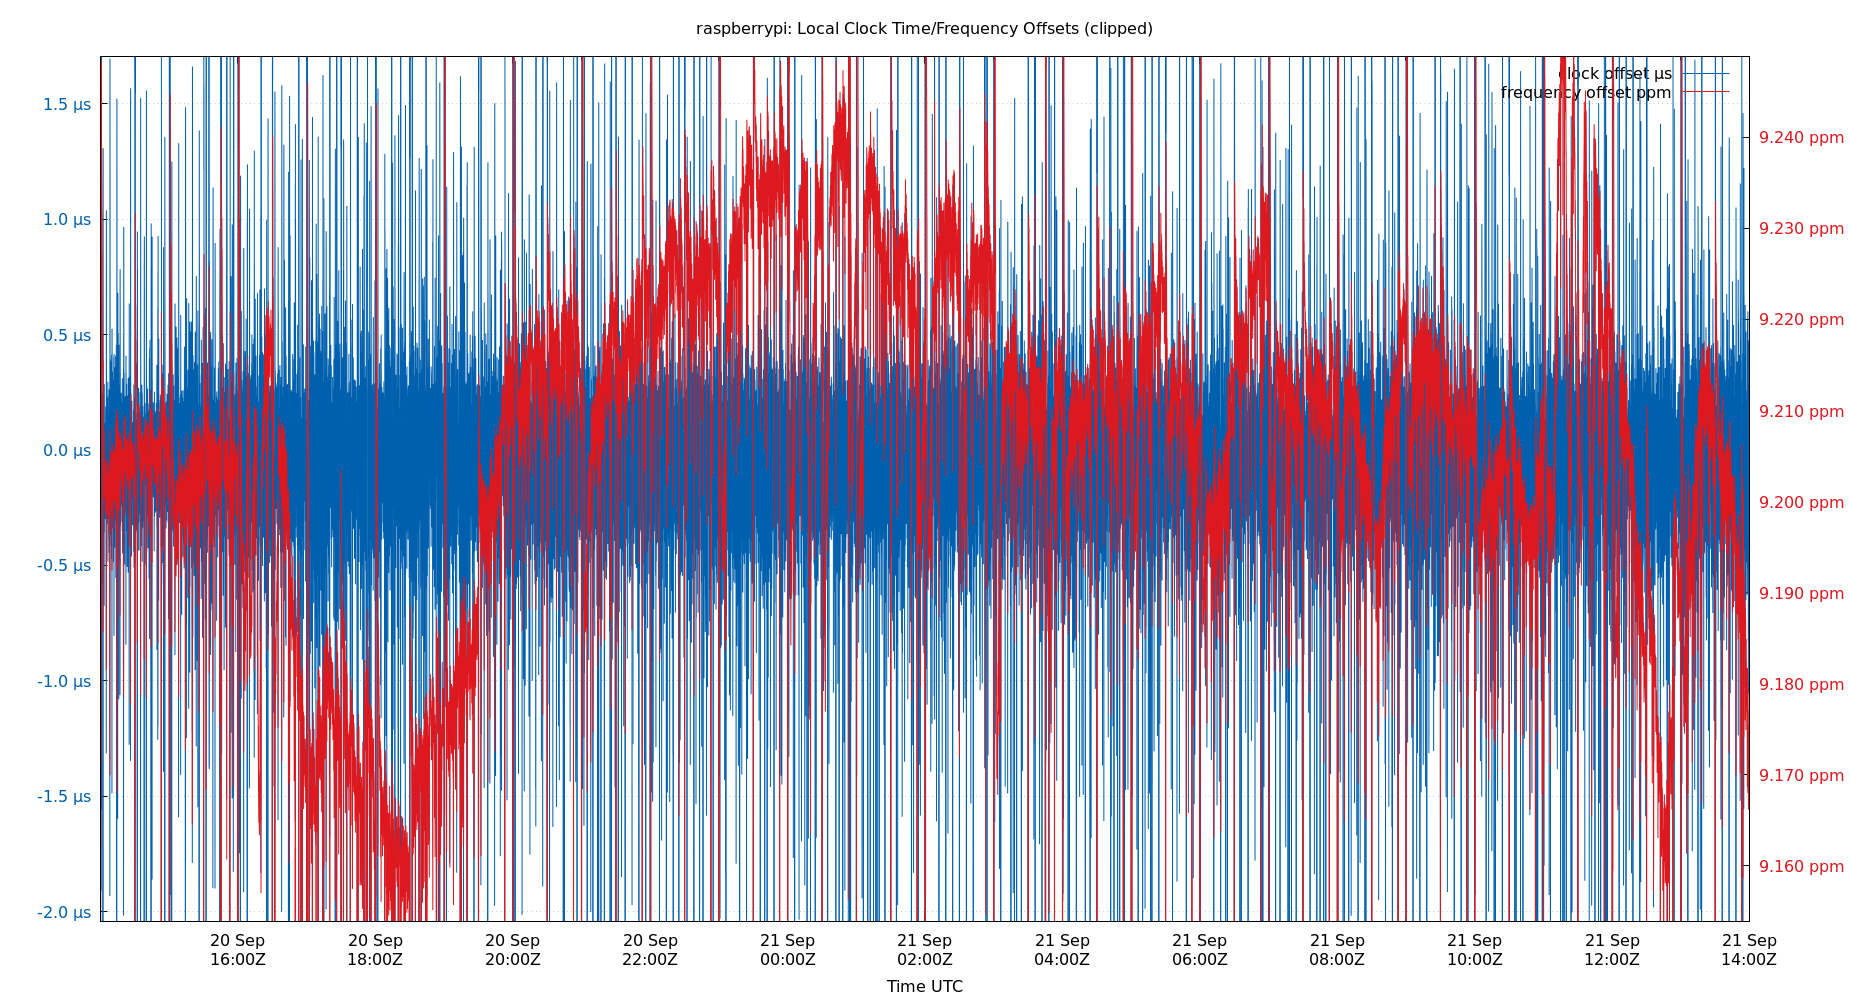 raspberrypi: Local Clock Time/Frequency Offsets (clipped)
clock offset µs
frequency offset ppm
1.5 µs
1.0 µs
0.5 µs
0.0 µs
-0.5 µs
-1.0 µs
-1.5 µs
-2.0 µs
9.240 ppm
9.230 ppm
9.220 ppm
9.210 ppm
9.200 ppm
9.190 ppm
9.180 ppm
9.170 ppm
9.160 ppm
20 Sep 20 Sep 20 Sep 20 Sep 21 Sep 21 Sep 21 Sep 21 Sep 21 Sep 21 Sep 21 Sep 21 Sep
16:00Z 18:00Z 20:00Z 22:00Z 00:00Z 02:00Z 04:00Z 06:00Z 08:00Z 10:00Z 12:00Z 14:00Z
Time UTC